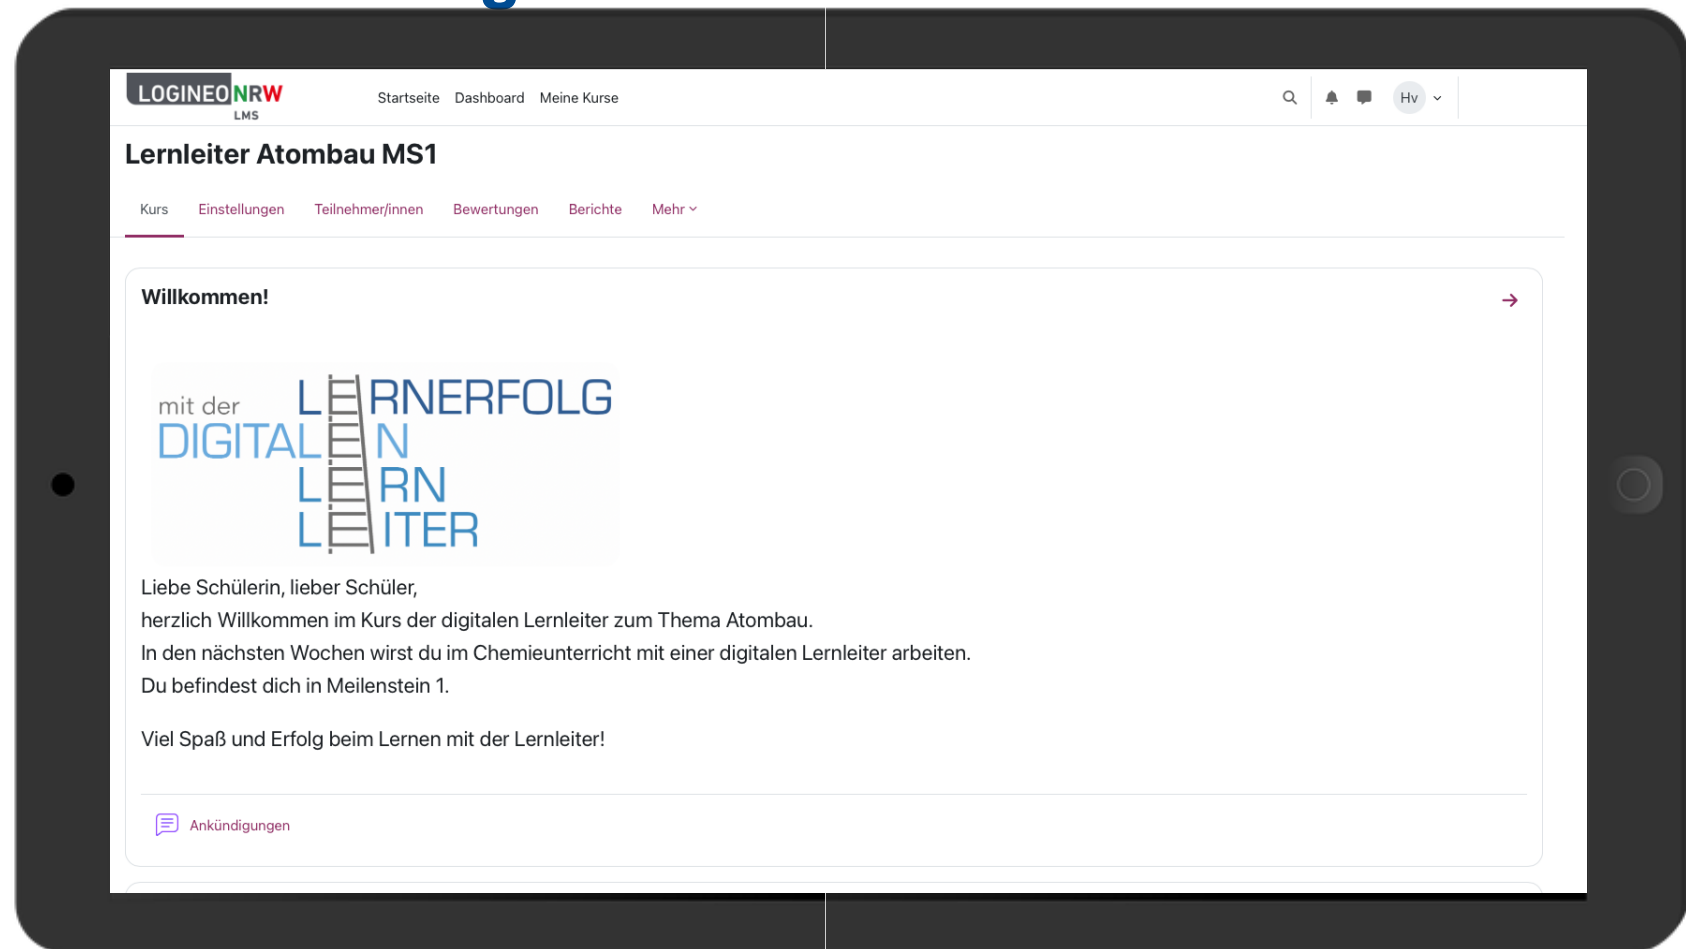 LOGINEO NRW
LMS
Startseite Dashboard Meine Kurse
Hv
Lernleiter Atombau MS1
Kurs Einstellungen Teilnehmer/innen Bewertungen Berichte Mehr
Willkommen!
mit der LERNERFOLG
DIGITALEN
LERN
LEITER
Liebe Schülerin, lieber Schüler,
herzlich Willkommen im Kurs der digitalen Lernleiter zum Thema Atombau.
In den nächsten Wochen wirst du im Chemieunterricht mit einer digitalen Lernleiter arbeiten.
Du befindest dich in Meilenstein 1.
Viel Spaß und Erfolg beim Lernen mit der Lernleiter!
Ankündigungen